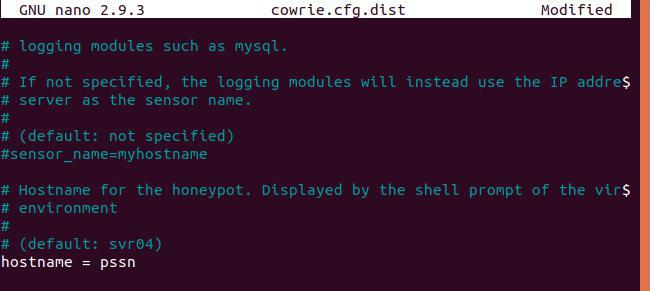 GNU nano 2.9.3 cowrie.cfg.dist Modified
# logging modules such as mysql.
#
# If not specified, the logging modules will instead use the IP addre$
# server as the sensor name.
#
# (default: not specified)
#sensor_name=myhostname
# Hostname for the honeypot. Displayed by the shell prompt of the vir$
# environment
#
# (default: svr04)
hostname = pssn